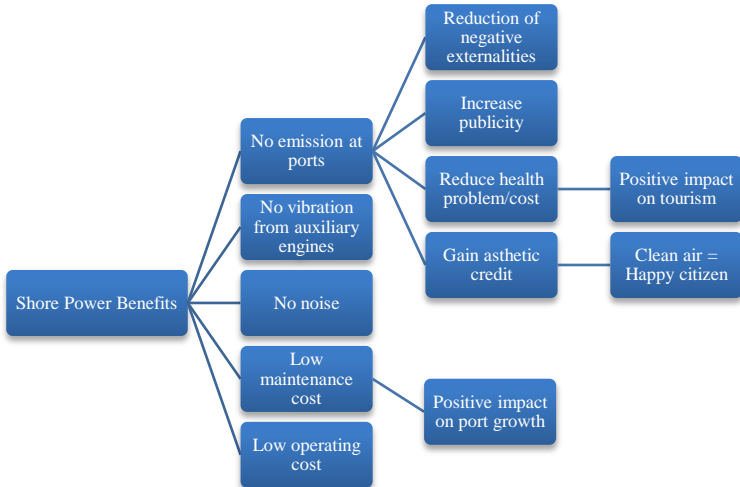 Shore Power Benefits
No emission at
ports
Reduction of
negative
externalities
Increase
publicity
Reduce health
problem/cost
Positive impact
on tourism
Gain asthetic
credit
Clean air =
Happy citizen
No vibration
from auxiliary
engines
No noise
Low
maintenance
cost
Positive impact
on port growth
Low operating
cost